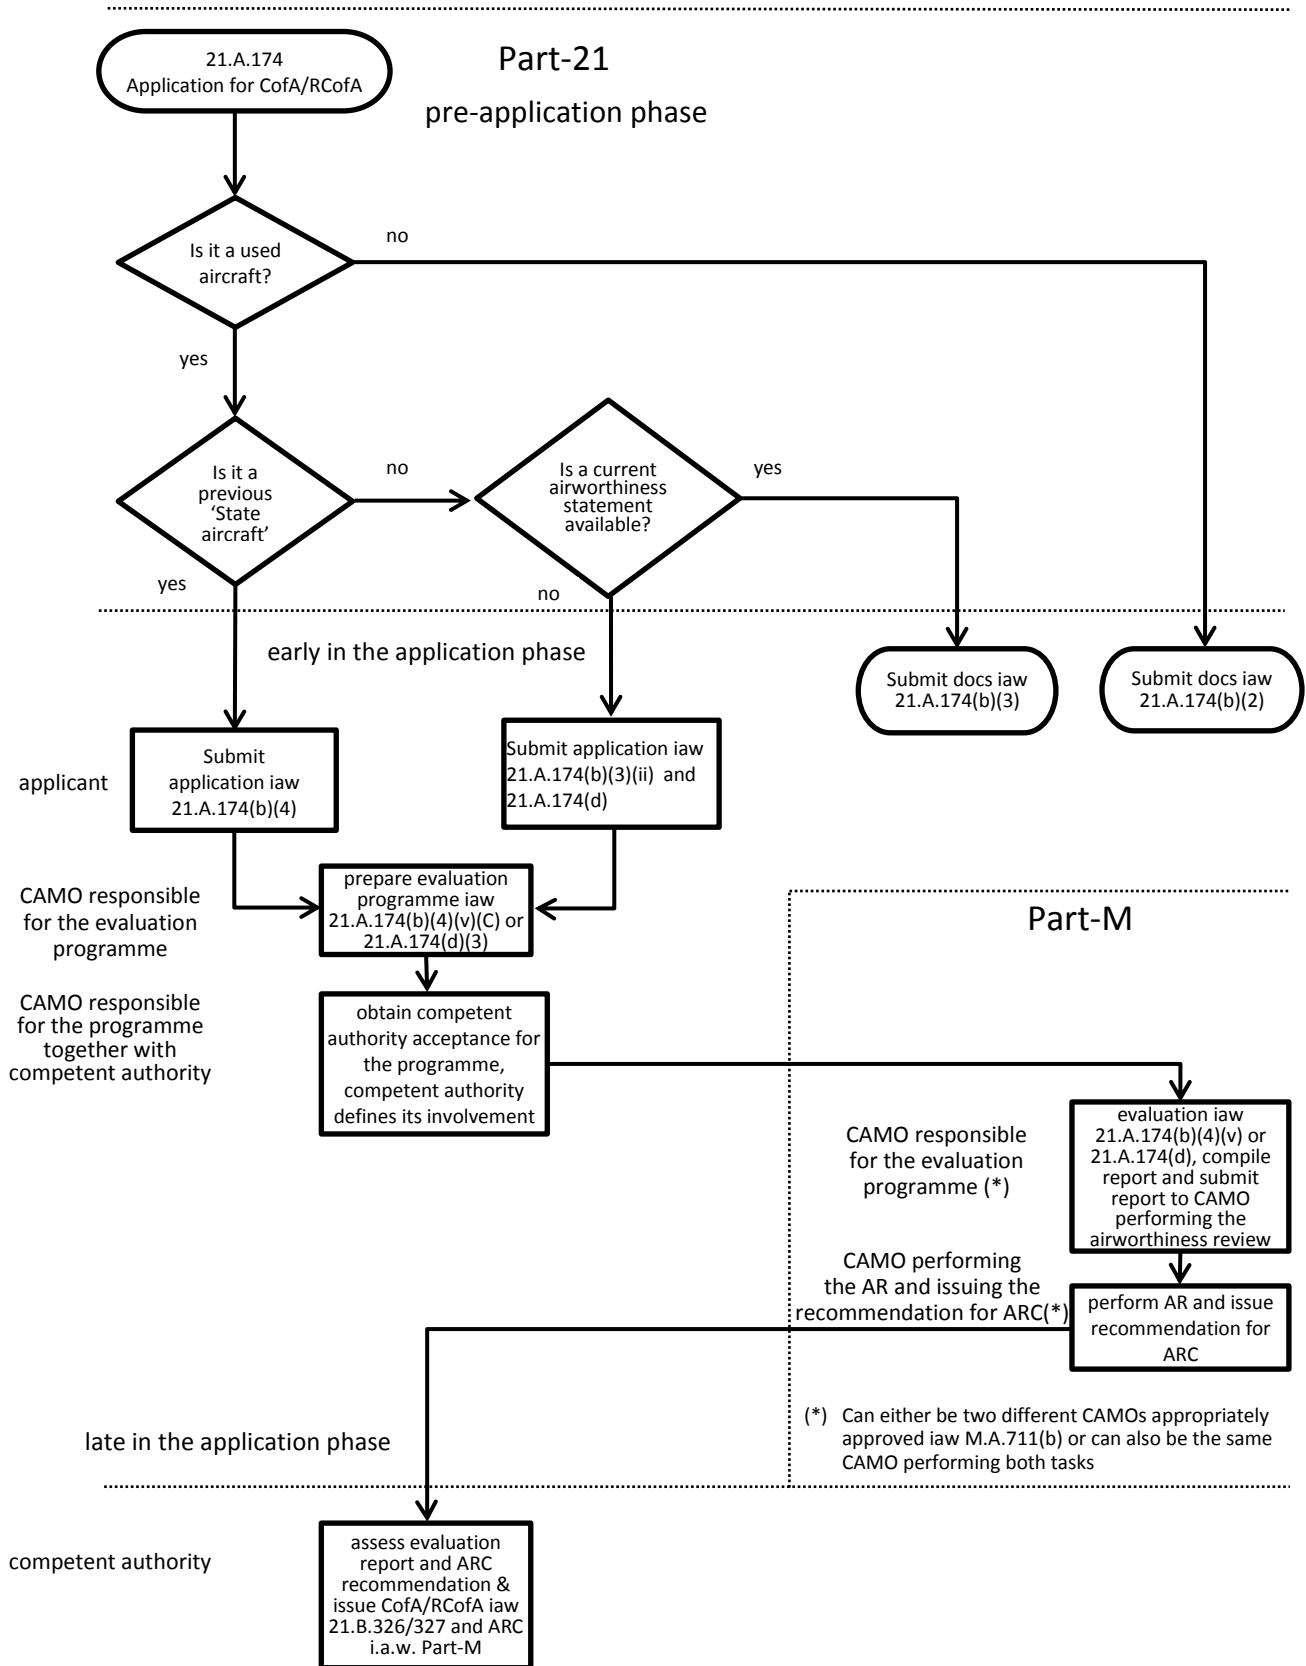 21.A.174
Application for CofA/RCofA
Part-21
pre-application phase
Is it a used
aircraft?
no
yes
Is it a
previous
‘State
aircraft’
no
Is a current
airworthiness
statement
available?
yes
yes
no
early in the application phase
Submit docs iaw
21.A.174(b)(3)
Submit docs iaw
21.A.174(b)(2)
applicant
Submit
application iaw
21.A.174(b)(4)
Submit application iaw
21.A.174(b)(3)(ii) and
21.A.174(d)
CAMO responsible
for the evaluation
programme
prepare evaluation
programme iaw
21.A.174(b)(4)(v)(C) or
21.A.174(d)(3)
Part-M
CAMO responsible
for the programme
together with
competent authority
obtain competent
authority acceptance for
the programme,
competent authority
defines its involvement
CAMO responsible
for the evaluation
programme (*)
evaluation iaw
21.A.174(b)(4)(v) or
21.A.174(d), compile
report and submit
report to CAMO
performing the
airworthiness review
CAMO performing
the AR and issuing the
recommendation for ARC(*)
perform AR and issue
recommendation for
ARC
(*) Can either be two different CAMOs appropriately
approved iaw M.A.711(b) or can also be the same
CAMO performing both tasks
late in the application phase
competent authority
assess evaluation
report and ARC
recommendation &
issue CofA/RCofA iaw
21.B.326/327 and ARC
i.a.w. Part-M